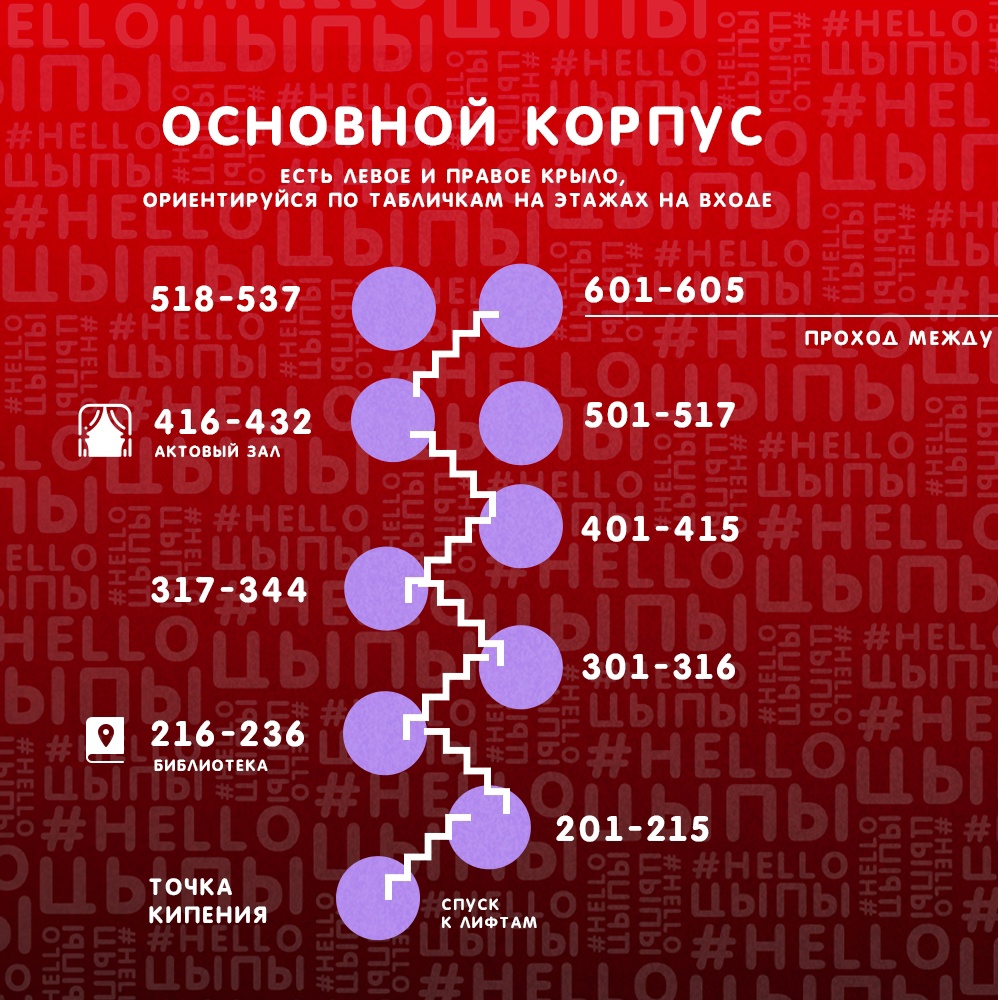 ОСНОВНОЙ КОРПУС
ЕСТЬ ЛЕВОЕ И ПРАВОЕ КРЫЛО,
ОРИЕНТИРУЙСЯ ПО ТАБЛИЧКАМ НА ЭТАЖАХ НА ВХОДЕ
518-537
601-605
ПРОХОД МЕЖДУ
416-432
АКТОВЫЙ ЗАЛ
501-517
401-415
317-344
301-316
216-236
БИБЛИОТЕКА
201-215
ТОЧКА
КИПЕНИЯ
СПУСК
К ЛИФТАМ
#HELLO
ЦЫПЫ